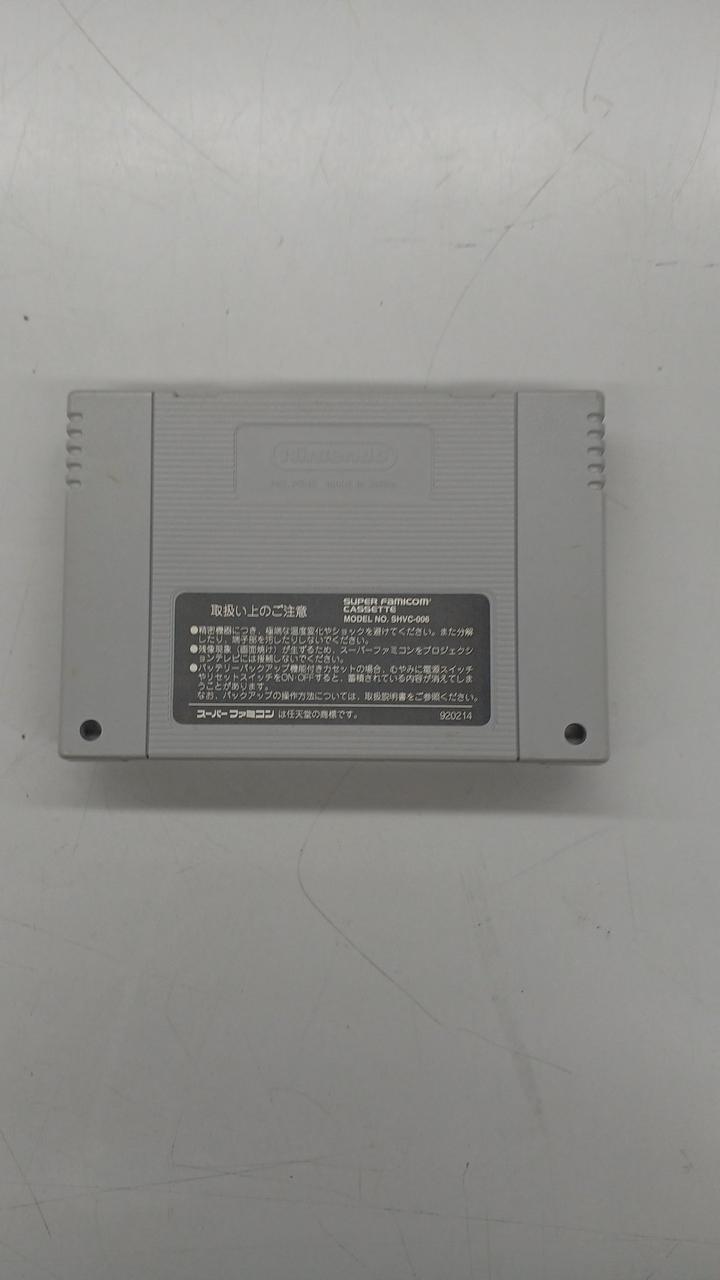 Nintendo
取扱い上のご注意
SUPER FAMICOM
CASSETTE
MODEL NO. SHVC-006
●精密機器につき、極端な温度変化やショックを避けてください。また分解
したり、端子部を汚したりしないでください。
●残像現象(画面焼け)が生ずるため、スーパーファミコンをプロジェクシ
ョンテレビには接続しないでください。
●バッテリーバックアップ機能付きカセットの場合、むやみに電源スイッチ
やリセットスイッチをON・OFFすると、蓄積されている内容が消えてしま
うことがあります。
なお、バックアップの操作方法については、取扱説明書をご参照ください。
スーパーファミコン は任天堂の商標です。
920214